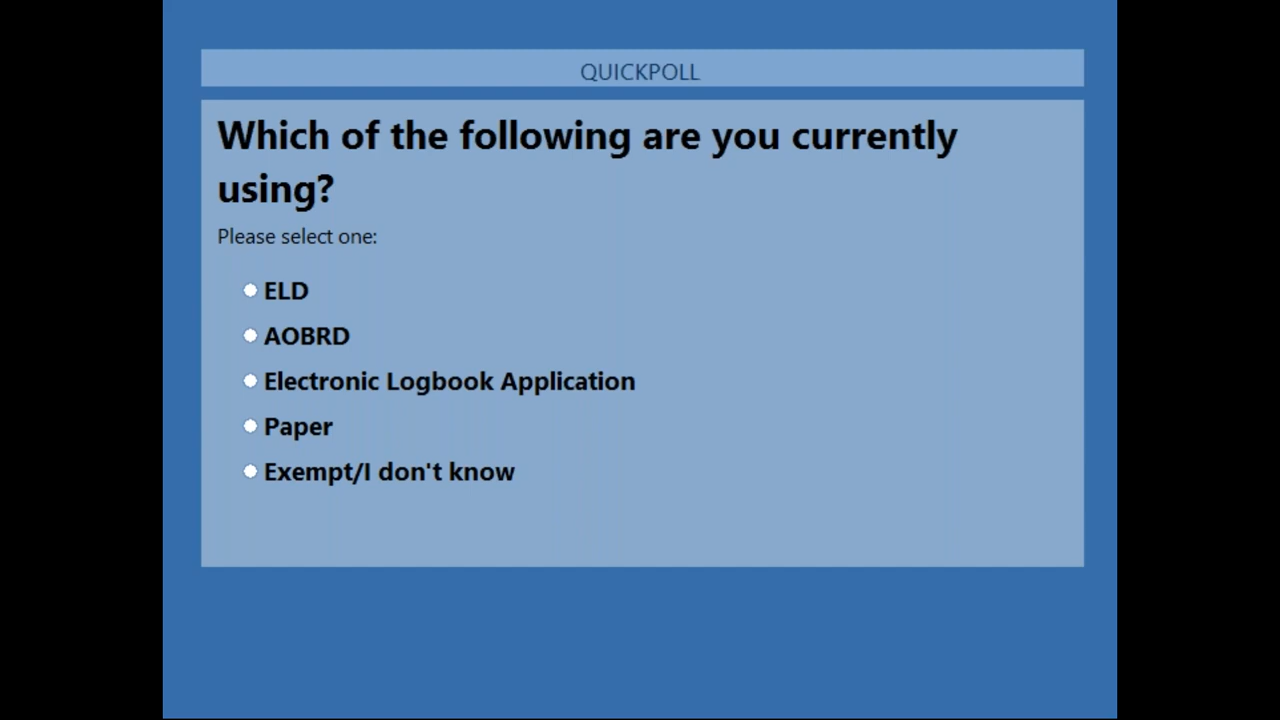 QUICKPOLL
Which of the following are you currently
using?
Please select one:
ELD
AOBRD
Electronic Logbook Application
Paper
Exempt/I don't know